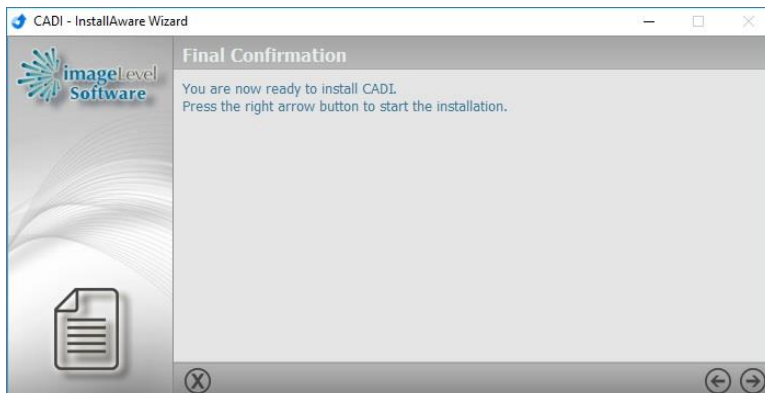 CADI - InstallAware Wizard
imageLevel
Software
Final Confirmation
You are now ready to install CADI.
Press the right arrow button to start the installation.